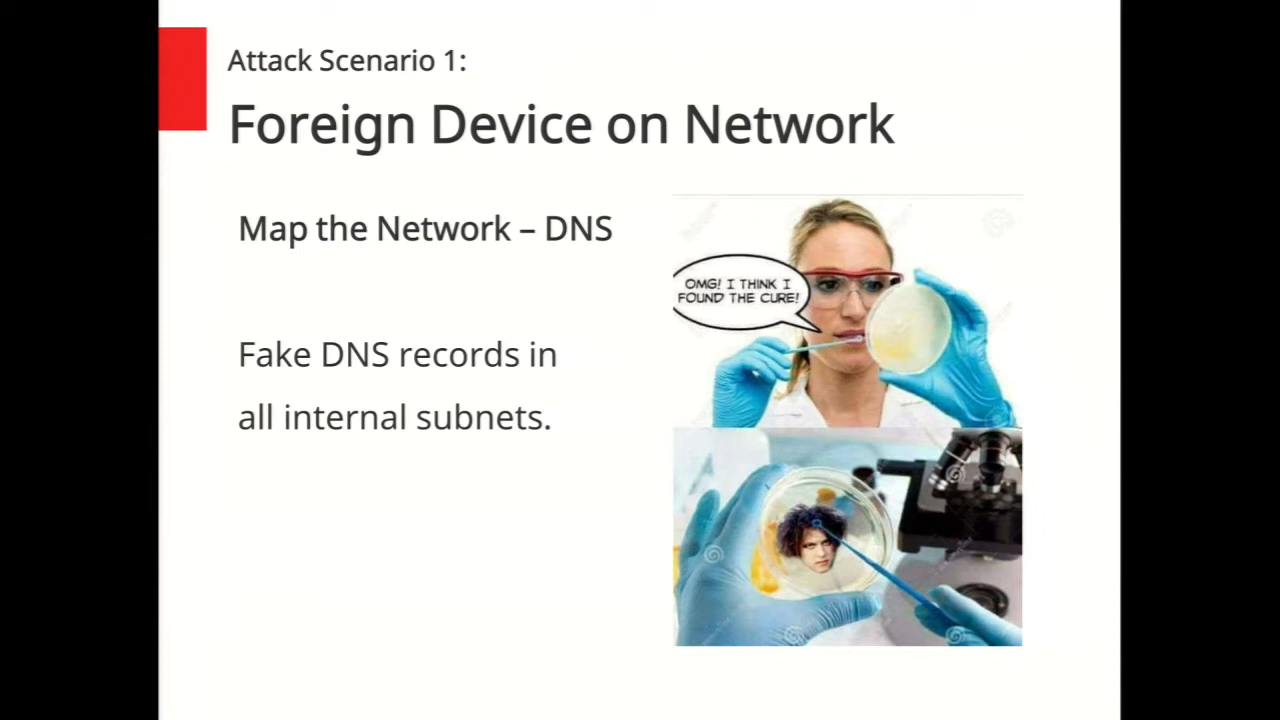 Attack Scenario 1:
Foreign Device on Network
Map the Network – DNS
OMG! I THINK I
FOUND THE CURE!
Fake DNS records in
all internal subnets.